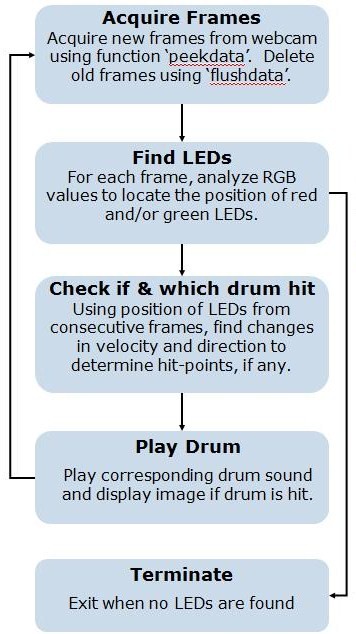 Acquire Frames
Acquire new frames from webcam
using function ‘peekdata’.  Delete
old frames using ‘flushdata’.
Find LEDs
For each frame, analyze RGB
values to locate the position of red
and/or green LEDs.
Check if & which drum hit
Using position of LEDs from
consecutive frames, find changes
in velocity and direction to
determine hit-points, if any.
Play Drum
Play corresponding drum sound
and display image if drum is hit.
Terminate
Exit when no LEDs are found